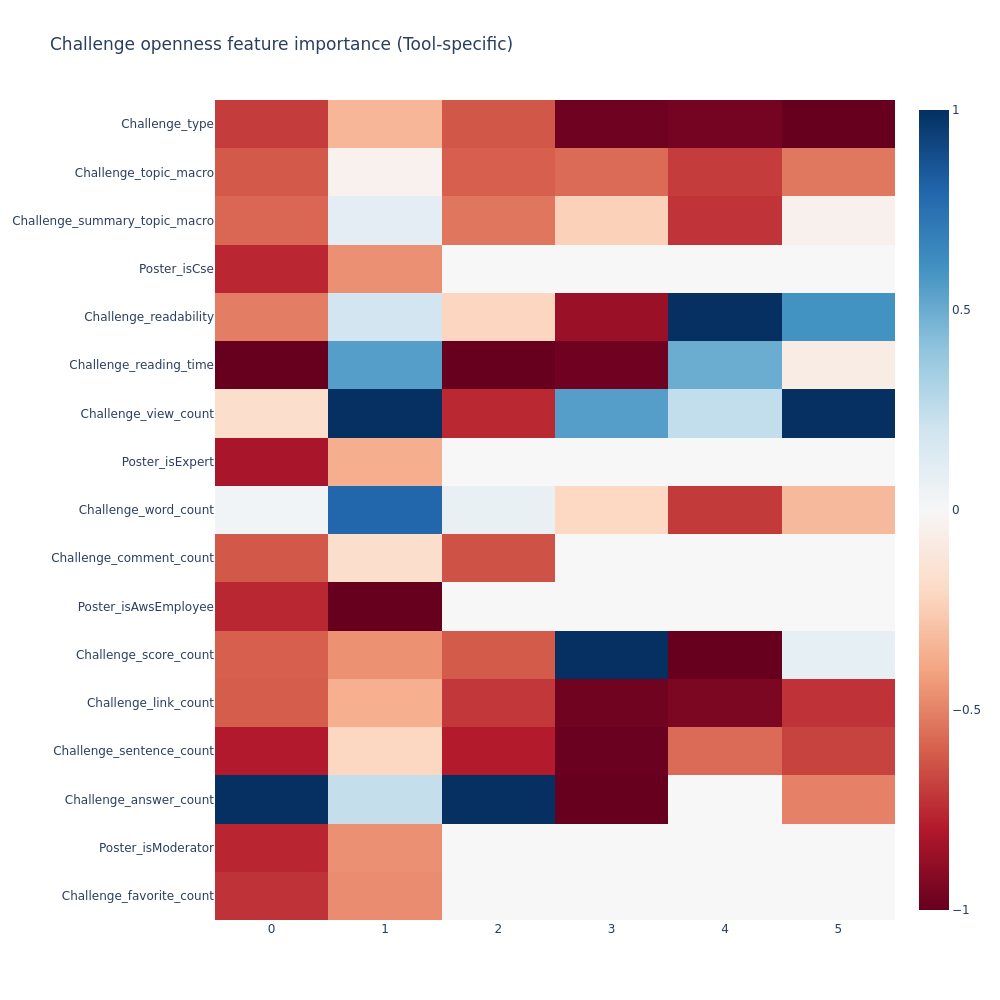 Challenge openness feature importance (Tool-specific)
Challenge_type
Challenge_topic_macro
Challenge_summary_topic_macro
Poster_isCse
Challenge_readability
Challenge_reading_time
Challenge_view_count
Poster_isExpert
Challenge_word_count
Challenge_comment_count
Poster_isAwsEmployee
Challenge_score_count
Challenge_link_count
Challenge_sentence_count
Challenge_answer_count
Poster_isModerator
Challenge_favorite_count
0 1 2 3 4 5
1
0.5
0
−0.5
−1